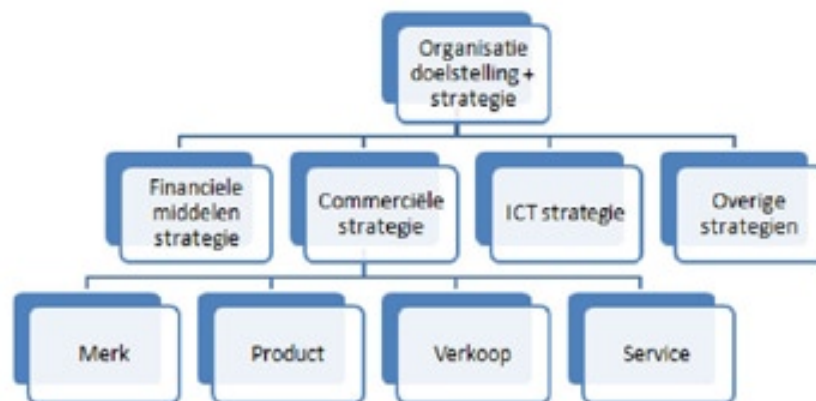 Organisatie
doelstelling +
strategie
Financiele
middelen
strategie
Commerciële
strategie
ICT strategie
Overige
strategien
Merk
Product
Verkoop
Service